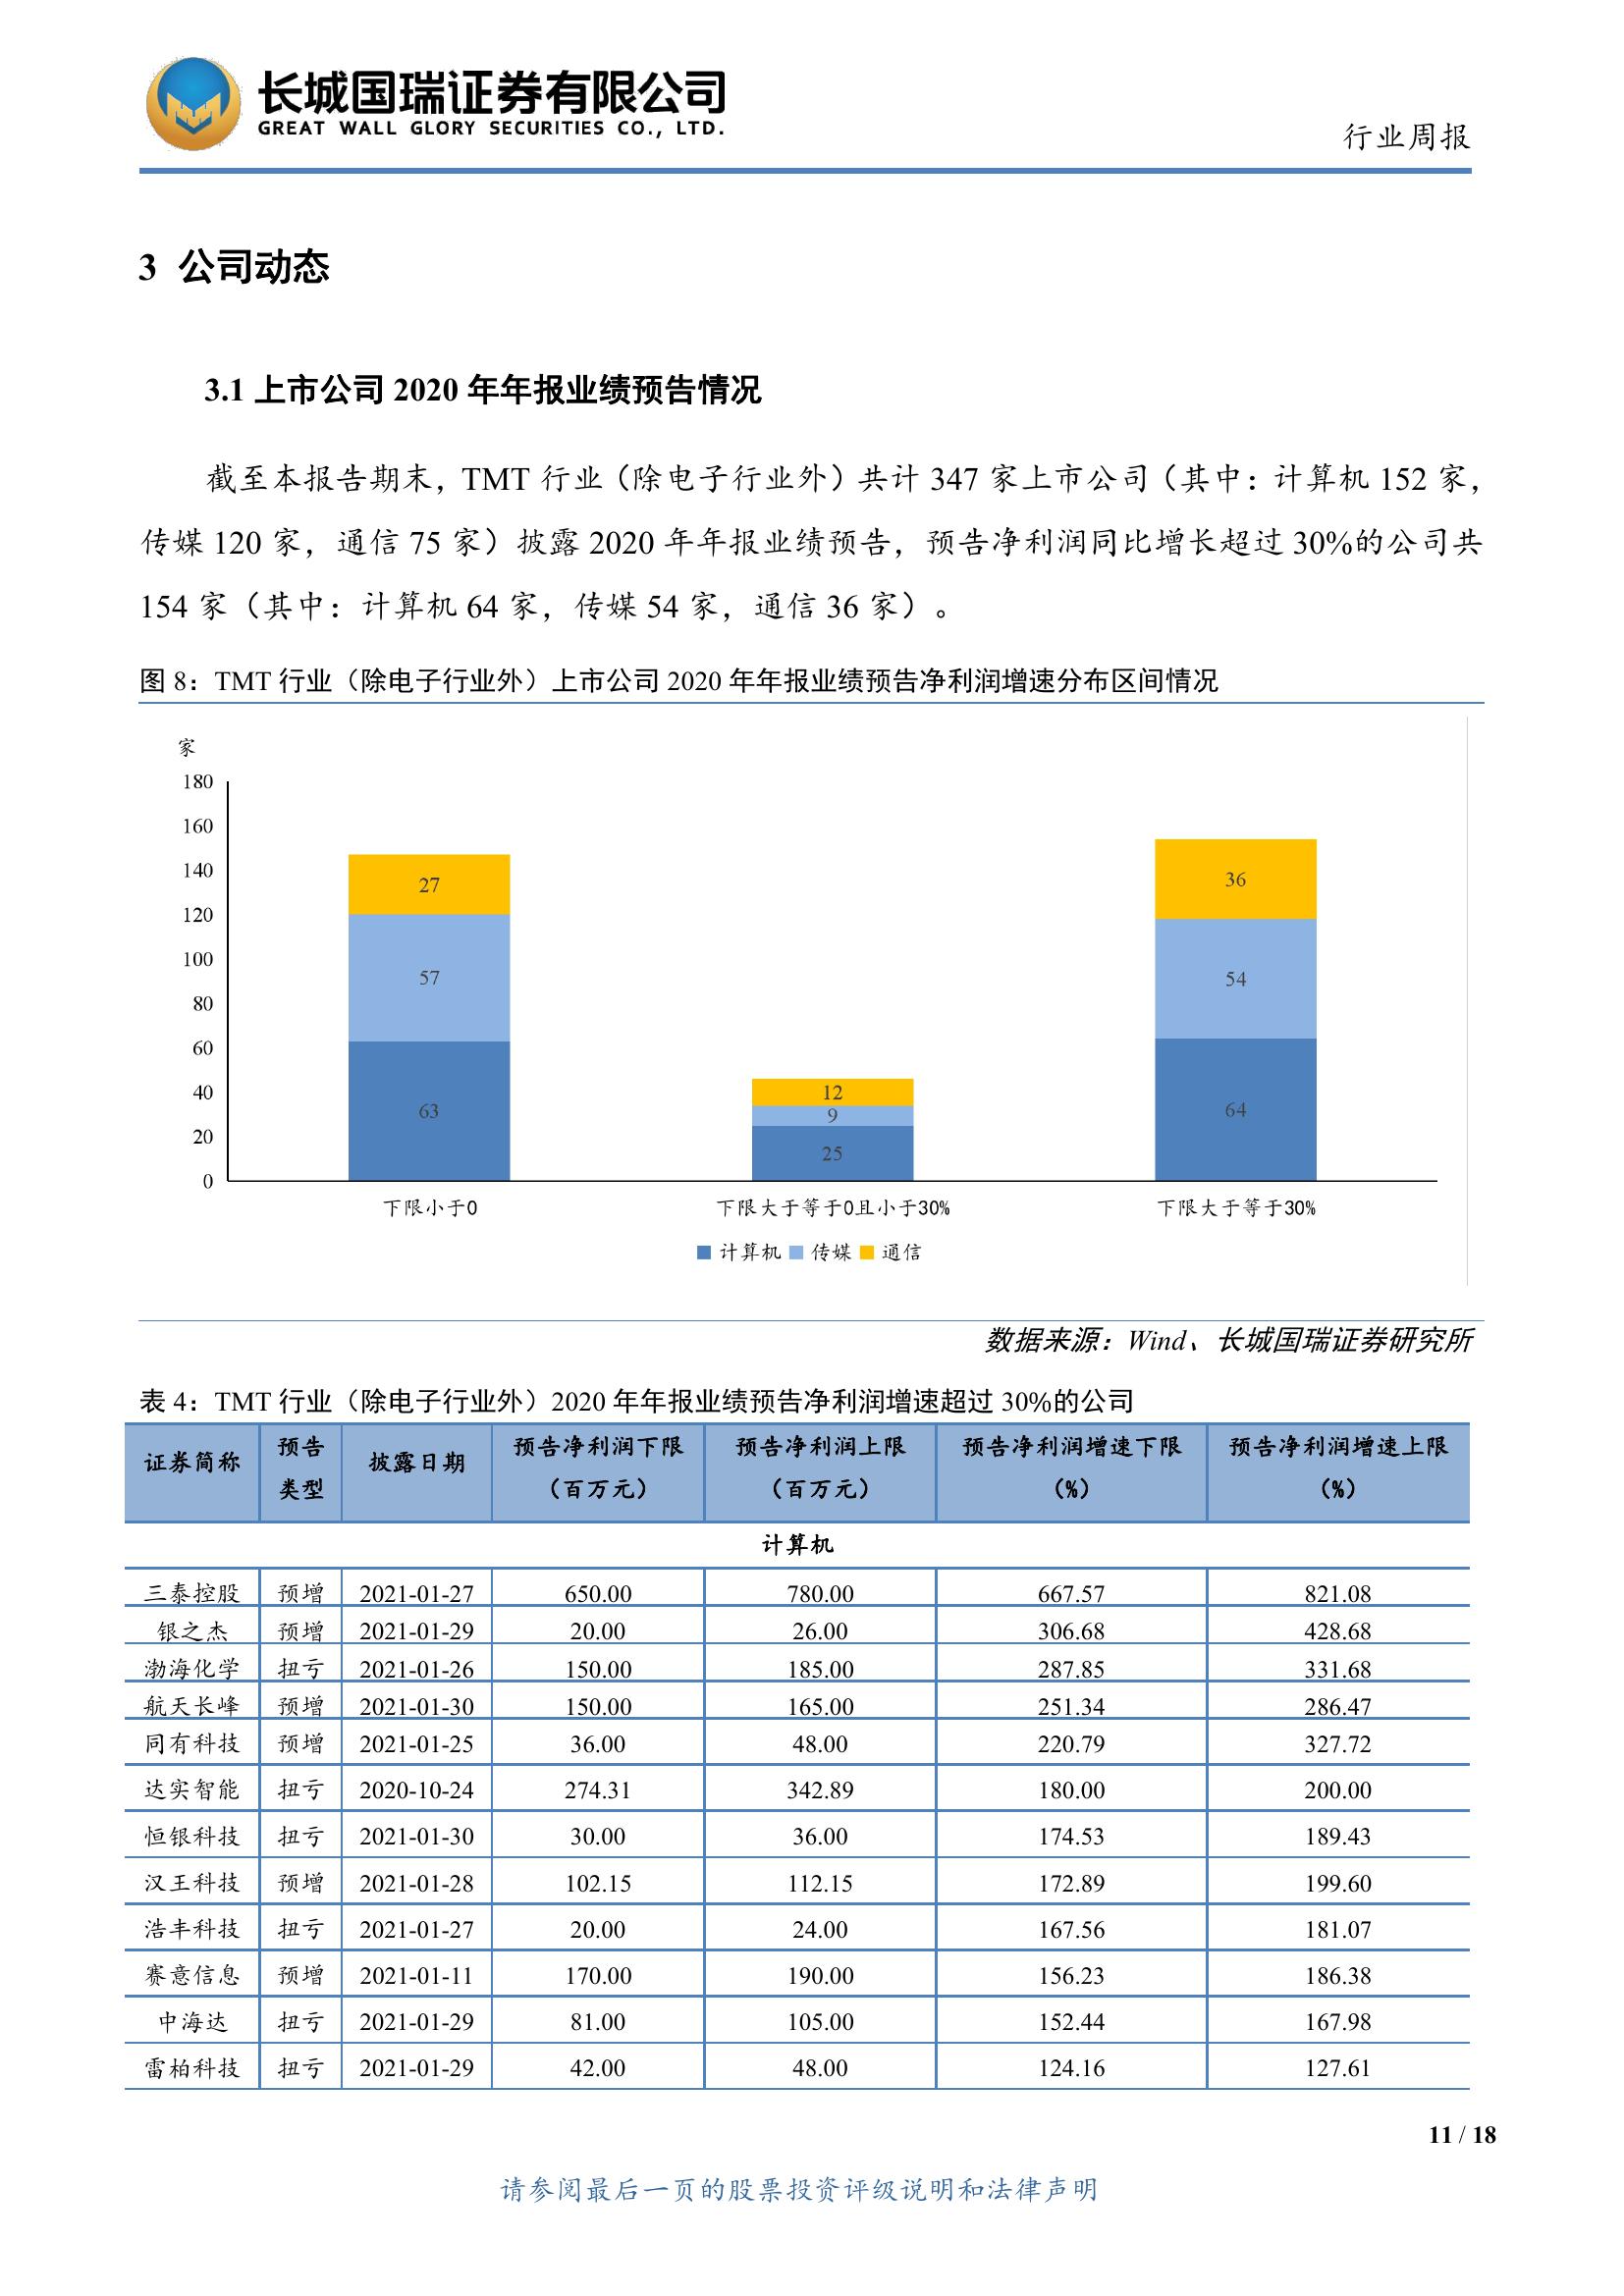 长城国瑞证券有限公司
GREAT WALL GLORY SECURITIES CO., LTD.
行业周报
3 公司动态
3.1 上市公司 2020 年年报业绩预告情况
截至本报告期末，TMT 行业（除电子行业外）共计 347 家上市公司（其中：计算机 152 家，
传媒 120 家，通信 75 家）披露 2020 年年报业绩预告，预告净利润同比增长超过 30%的公司共
154 家（其中：计算机 64 家，传媒 54 家，通信 36 家）。
图 8：TMT 行业（除电子行业外）上市公司 2020 年年报业绩预告净利润增速分布区间情况
家
180
160
140
120
100
80
60
40
20
0
27
57
63
12
9
25
36
54
64
下限小于0 下限大于等于0且小于30% 下限大于等于30%
计算机 传媒 通信
数据来源：Wind、长城国瑞证券研究所
表 4：TMT 行业（除电子行业外）2020 年年报业绩预告净利润增速超过 30%的公司
证券简称 预告类型 披露日期 预告净利润下限（百万元） 预告净利润上限（百万元） 预告净利润增速下限（%） 预告净利润增速上限（%）
计算机
三泰控股 预增 2021-01-27 650.00 780.00 667.57 821.08
银之杰 预增 2021-01-29 20.00 26.00 306.68 428.68
渤海化学 扭亏 2021-01-26 150.00 185.00 287.85 331.68
航天长峰 预增 2021-01-30 150.00 165.00 251.34 286.47
同有科技 预增 2021-01-25 36.00 48.00 220.79 327.72
达实智能 扭亏 2020-10-24 274.31 342.89 180.00 200.00
恒银科技 扭亏 2021-01-30 30.00 36.00 174.53 189.43
汉王科技 预增 2021-01-28 102.15 112.15 172.89 199.60
浩丰科技 扭亏 2021-01-27 20.00 24.00 167.56 181.07
赛意信息 预增 2021-01-11 170.00 190.00 156.23 186.38
中海达 扭亏 2021-01-29 81.00 105.00 152.44 167.98
雷柏科技 扭亏 2021-01-29 42.00 48.00 124.16 127.61
11 / 18
请参阅最后一页的股票投资评级说明和法律声明